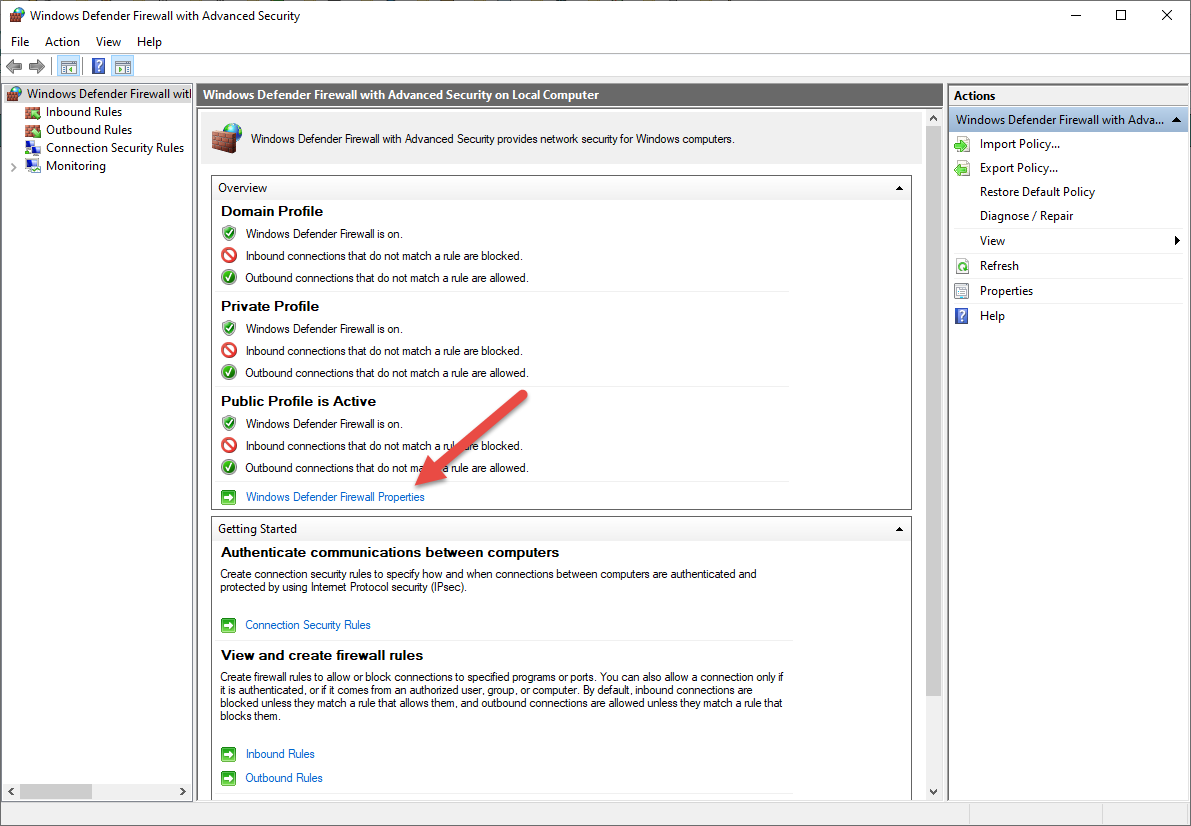 Windows Defender Firewall with Advanced Security
File Action View Help
Windows Defender Firewall wit
Inbound Rules
Outbound Rules
Connection Security Rules
Monitoring
Windows Defender Firewall with Advanced Security on Local Computer
Windows Defender Firewall with Advanced Security provides network security for Windows computers.
Overview
Domain Profile
Windows Defender Firewall is on.
Inbound connections that do not match a rule are blocked.
Outbound connections that do not match a rule are allowed.
Private Profile
Windows Defender Firewall is on.
Inbound connections that do not match a rule are blocked.
Outbound connections that do not match a rule are allowed.
Public Profile is Active
Windows Defender Firewall is on.
Inbound connections that do not match a rule are blocked.
Outbound connections that do not match a rule are allowed.
Windows Defender Firewall Properties
Getting Started
Authenticate communications between computers
Create connection security rules to specify how and when connections between computers are authenticated and
protected by using Internet Protocol security (IPsec).
Connection Security Rules
View and create firewall rules
Create firewall rules to allow or block connections to specified programs or ports. You can also allow a connection only if
it is authenticated, or if it comes from an authorized user, group, or computer. By default, inbound connections are
blocked unless they match a rule that allows them, and outbound connections are allowed unless they match a rule that
blocks them.
Inbound Rules
Outbound Rules
Actions
Windows Defender Firewall with Adva...
Import Policy...
Export Policy...
Restore Default Policy
Diagnose / Repair
View
Refresh
Properties
Help